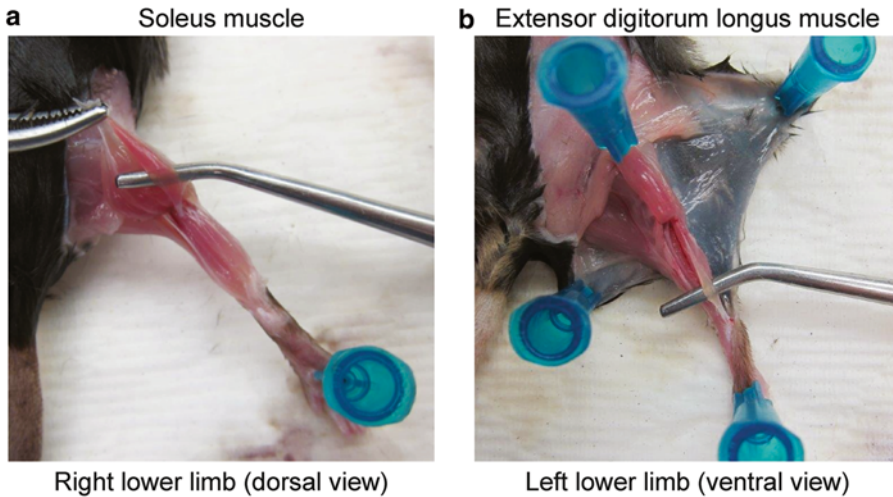 a
Soleus muscle
b
Extensor digitorum longus muscle
Right lower limb (dorsal view)
Left lower limb (ventral view)